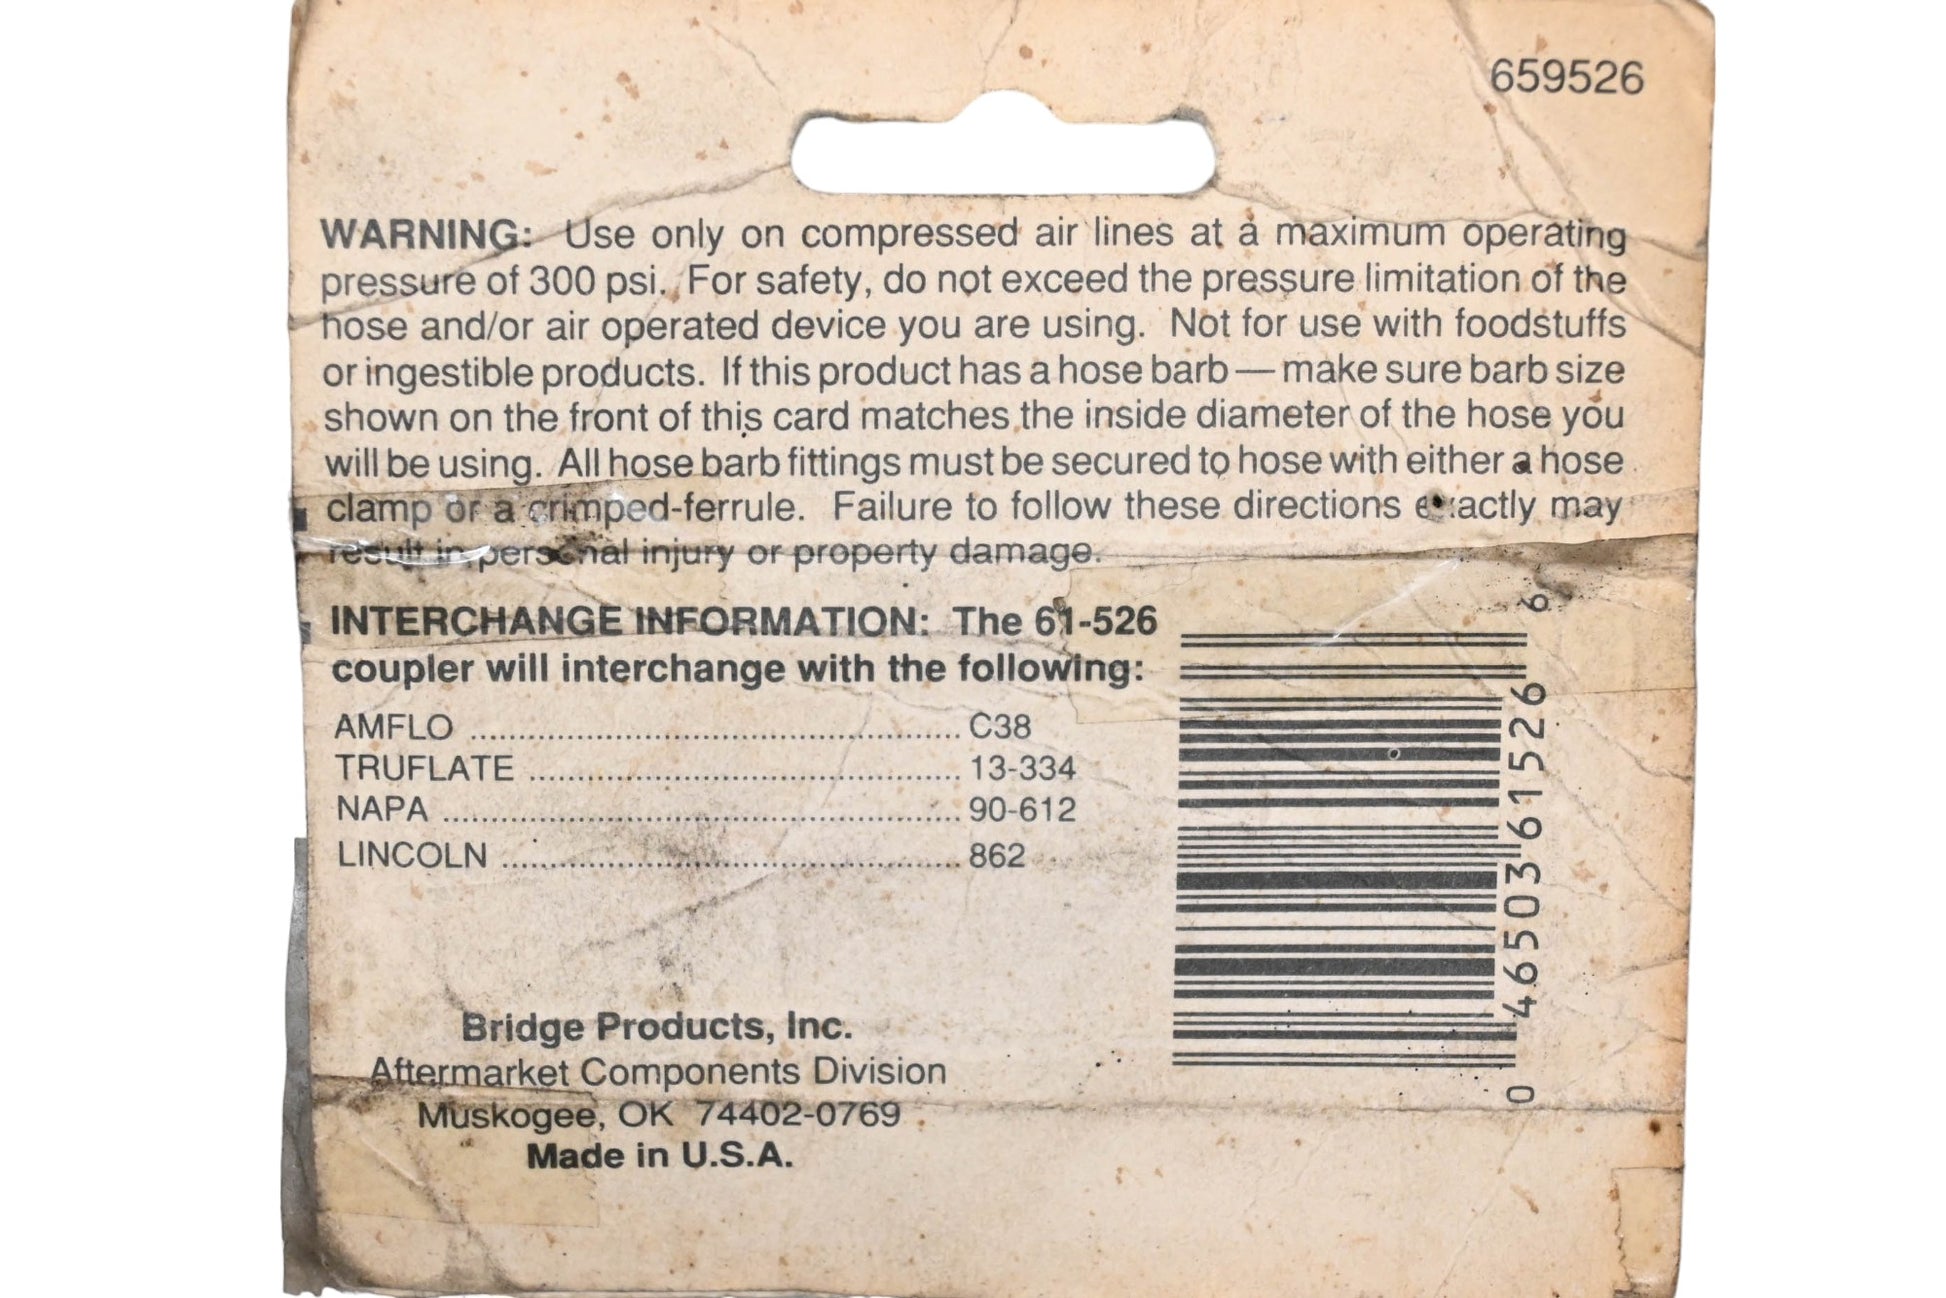 659526
WARNING: Use only on compressed air lines at a maximum operating
pressure of 300 psi. For safety, do not exceed the pressure limitation of the
hose and/or air operated device you are using. Not for use with foodstuffs
or ingestible products. If this product has a hose barb — make sure barb size
shown on the front of this card matches the inside diameter of the hose you
will be using. All hose barb fittings must be secured to hose with either a hose
clamp or a crimped-ferrule. Failure to follow these directions exactly may
result in personal injury or property damage.
INTERCHANGE INFORMATION: The 61-526
coupler will interchange with the following:
AMFLO ................................................ C38
TRUFLATE .......................................... 13-334
NAPA .................................................. 90-612
LINCOLN ............................................. 862
Bridge Products, Inc.
Aftermarket Components Division
Muskogee, OK 74402-0769
Made in U.S.A.
0 46503 61526 6